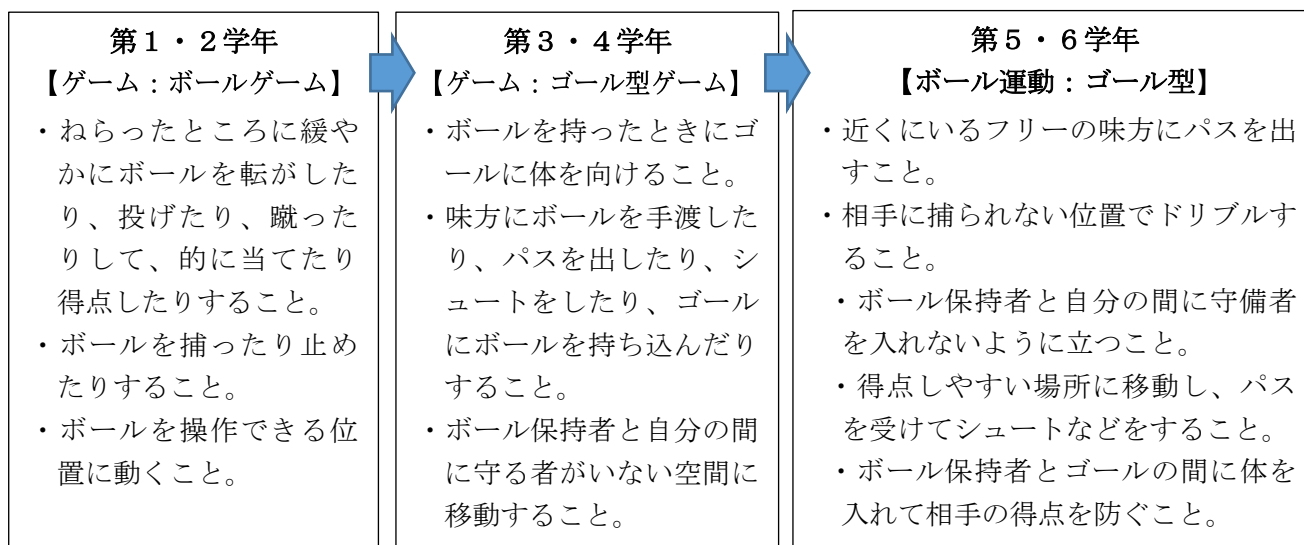 第1・2学年
【ゲーム：ボールゲーム】
・ねらったところに緩や
かにボールを転がした
り、投げたり、蹴った
りして、的に当てたり
得点したりすること。
・ボールを捕ったり止め
たりすること。
・ボールを操作できる位
置に動くこと。
第3・4学年
【ゲーム：ゴール型ゲーム】
・ボールを持ったときにゴ
ールに体を向けること。
・味方にボールを手渡した
り、パスを出したり、シ
ュートをしたり、ゴール
にボールを持ち込んだり
すること。
・ボール保持者と自分の間
に守る者がいない空間に
移動すること。
第5・6学年
【ボール運動：ゴール型】
・近くにいるフリーの味方にパスを出
すこと。
・相手に捕られない位置でドリブルす
ること。
・ボール保持者と自分の間に守備者
を入れないように立つこと。
・得点しやすい場所に移動し、パス
を受けてシュートなどをすること。
・ボール保持者とゴールの間に体を
入れて相手の得点を防ぐこと。